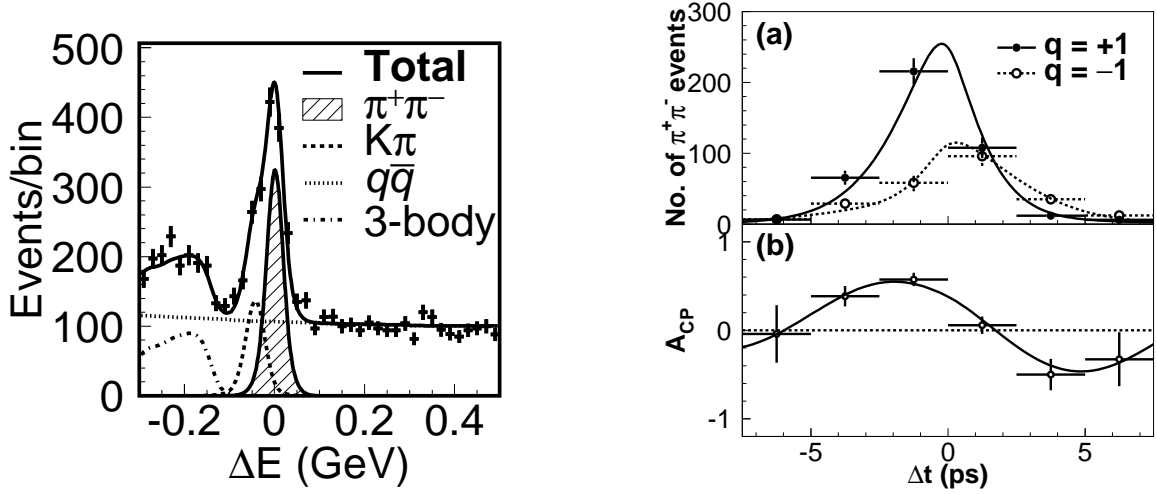 Events/bin
500
400
300
200
100
0
Total
π⁺π⁻
Kπ
qq̅
3-body
-0.2 0 0.2 0.4
ΔE (GeV)
No. of π⁺π⁻ events
300
200
100
0
(a)
q = +1
q = −1
A_CP
1
0
-1
(b)
-5 0 5
Δt (ps)